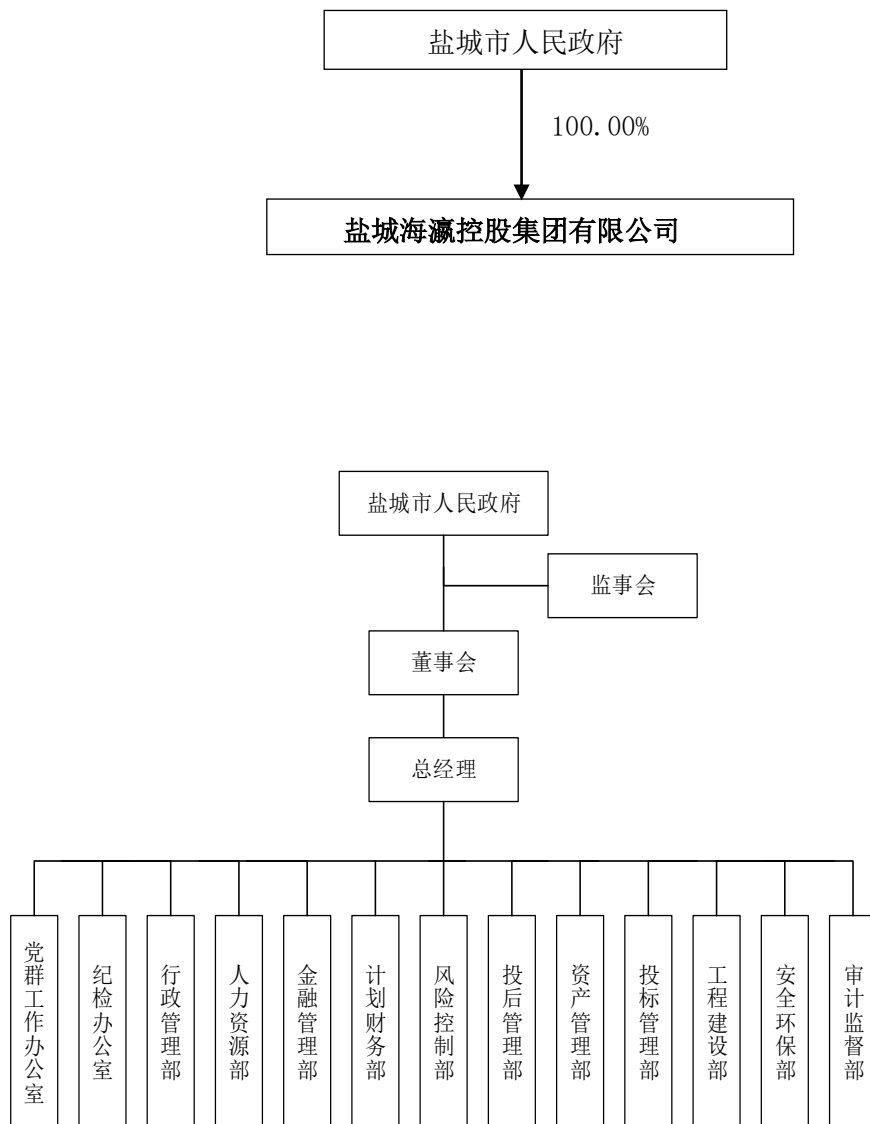 盐城市人民政府
100.00%
盐城海瀛控股集团有限公司
盐城市人民政府
监事会
董事会
总经理
党群工作办公室
纪检办公室
行政管理部
人力资源部
金融管理部
计划财务部
风险控制部
投后管理部
资产管理部
投标管理部
工程建设部
安全环保部
审计监督部